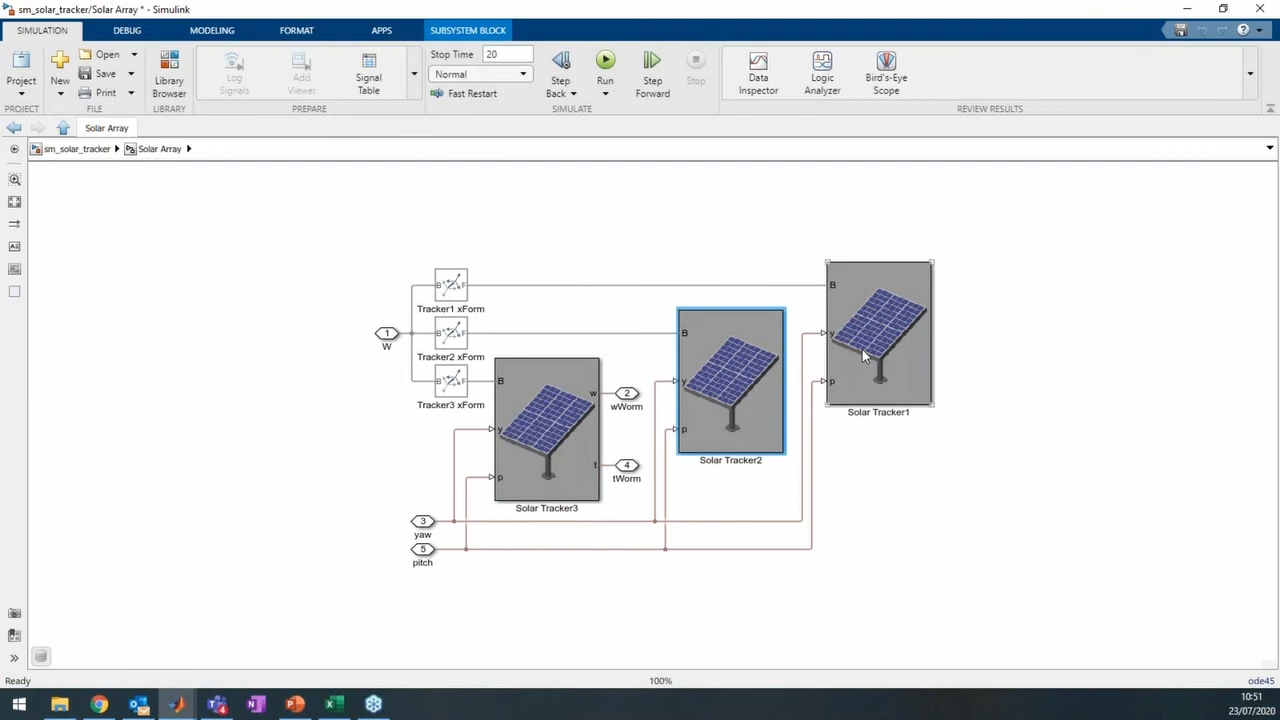 sm_solar_tracker/Solar Array * - Simulink
SIMULATION DEBUG MODELING FORMAT APPS SUBSYSTEM BLOCK
Project
New
Open
Save
Print
Library Browser
Log Signals
Add Viewer
Signal Table
Stop Time 20
Normal
Fast Restart
Step Back
Run
Step Forward
Stop
Data Inspector
Logic Analyzer
Bird's-Eye Scope
PROJECT FILE LIBRARY PREPARE SIMULATE REVIEW RESULTS
Solar Array
sm_solar_tracker Solar Array
B F
Tracker1 xForm
B F
Tracker2 xForm
B F
Tracker3 xForm
1
W
B
y
p
w
t
Solar Tracker3
2
wWorm
4
tWorm
B
y
p
Solar Tracker2
B
y
p
Solar Tracker1
3
yaw
5
pitch
Ready 100% ode45
10:51
23/07/2020